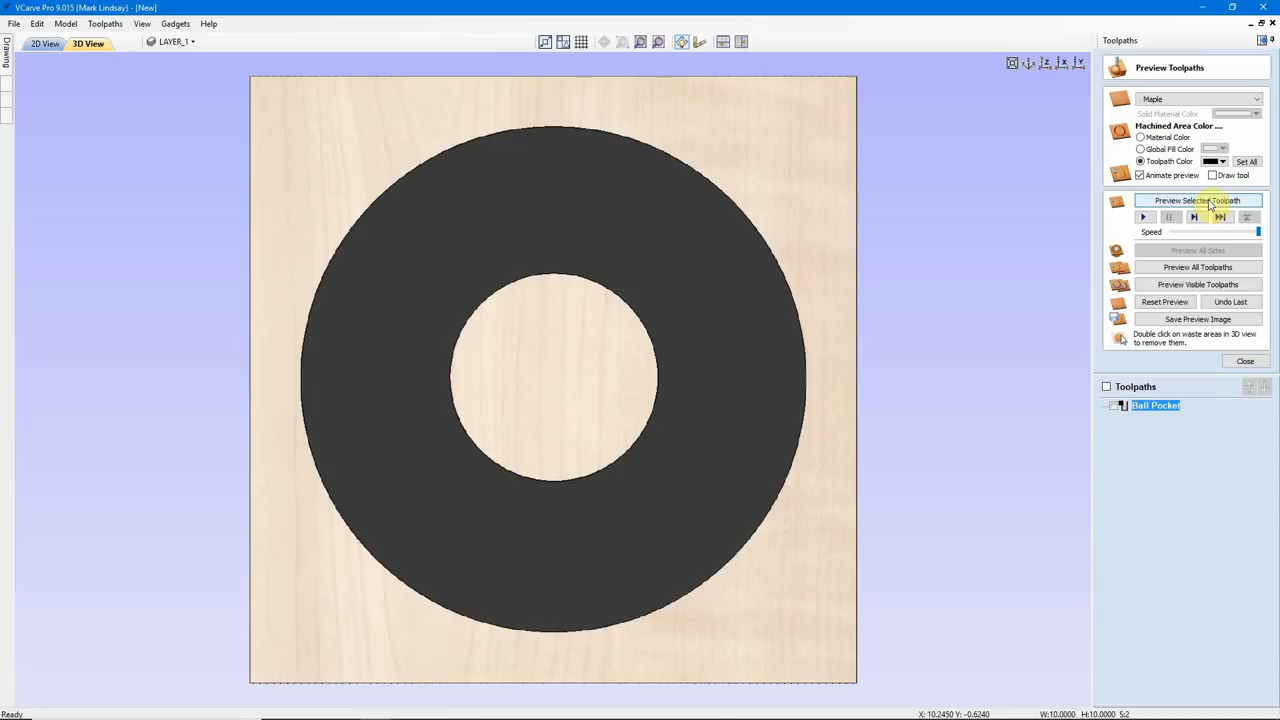 VCarve Pro 9.015 (Mark Lindsay) - [New]
File Edit Model Toolpaths View Gadgets Help
2D View 3D View LAYER_1
Drawing
Z X Y
Toolpaths
Preview Toolpaths
Maple
Solid Material Color
Machined Area Color ....
Material Color
Global Fill Color
Toolpath Color Set All
Animate preview Draw tool
Preview Selected Toolpath
Speed
Preview All Sides
Preview All Toolpaths
Preview Visible Toolpaths
Reset Preview Undo Last
Save Preview Image
Double click on waste areas in 3D view
to remove them.
Close
Toolpaths
Ball Pocket
Ready X: 10.2450 Y: -0.6240 W:10.0000 H:10.0000 S:2